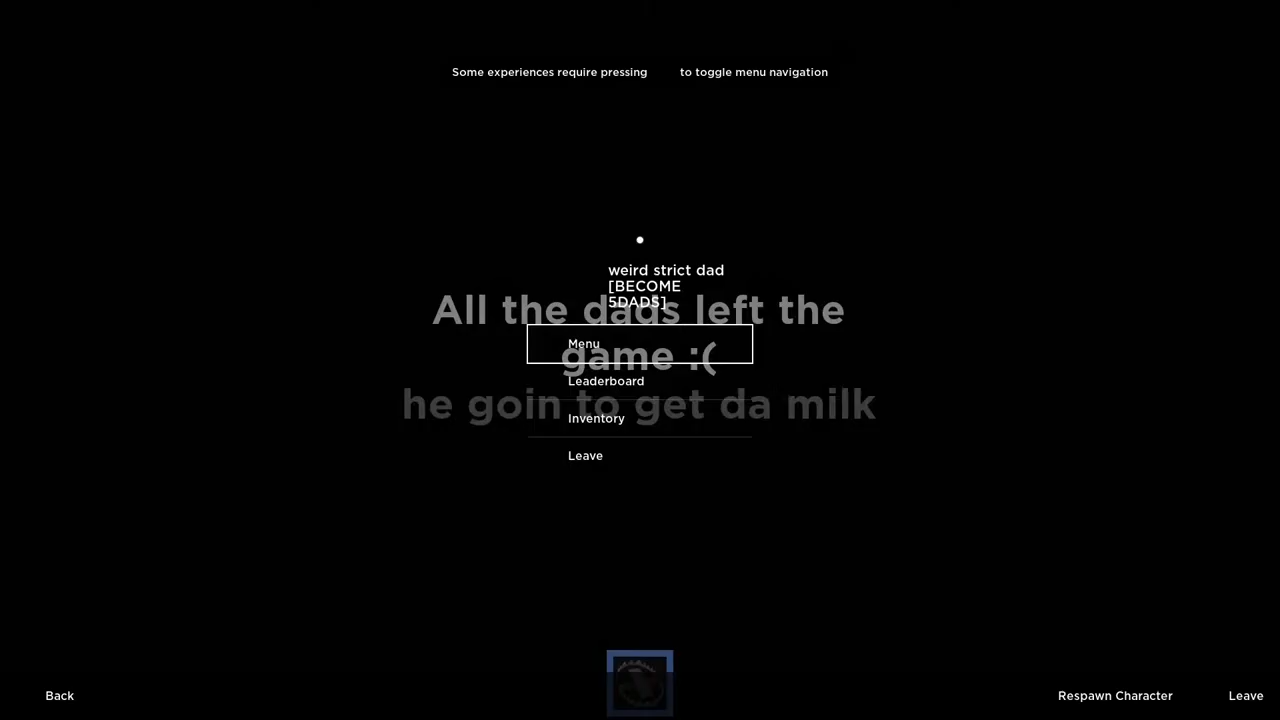 Some experiences require pressing to toggle menu navigation
weird strict dad
[BECOME
5DADS]
All the dads left the
game :(
he goin to get da milk
Menu
Leaderboard
Inventory
Leave
Back
Respawn Character
Leave